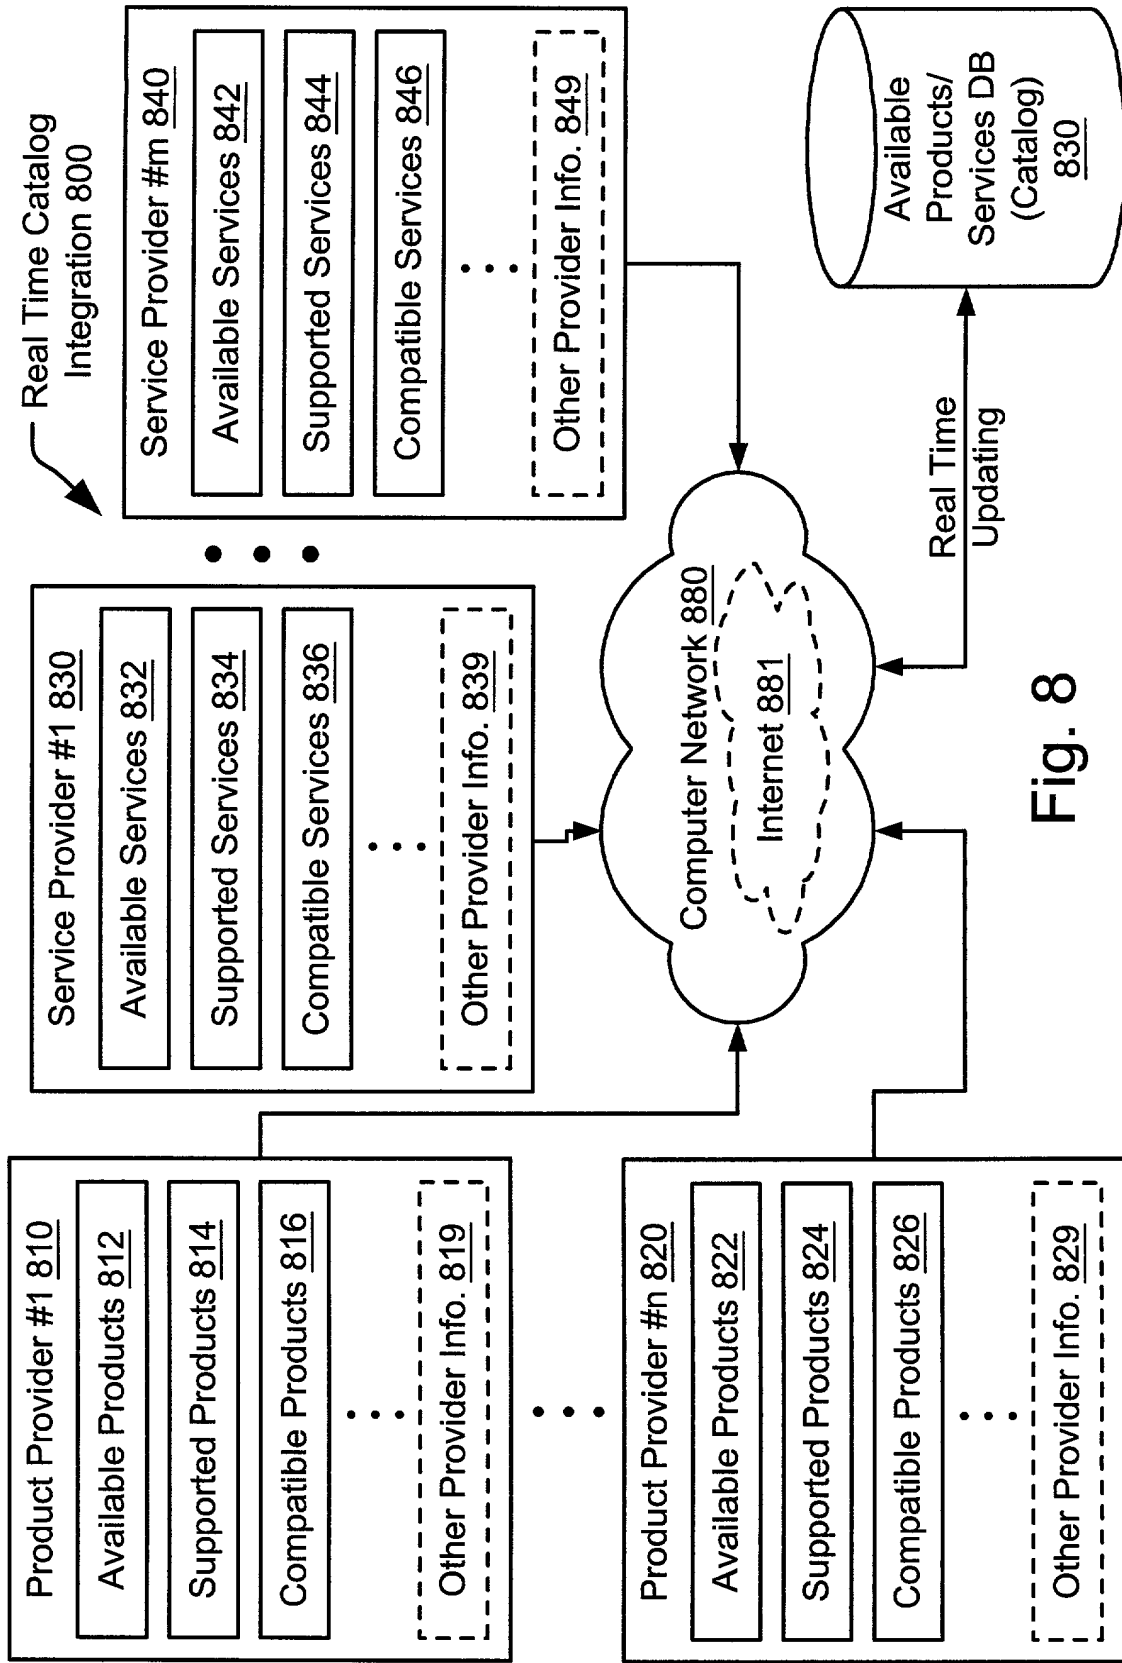 Real Time Catalog
Integration 800
Product Provider #1 810
Available Products 812
Supported Products 814
Compatible Products 816
Other Provider Info. 819
Service Provider #1 830
Available Services 832
Supported Services 834
Compatible Services 836
Other Provider Info. 839
Service Provider #m 840
Available Services 842
Supported Services 844
Compatible Services 846
Other Provider Info. 849
Product Provider #n 820
Available Products 822
Supported Products 824
Compatible Products 826
Other Provider Info. 829
Computer Network 880
Internet 881
Real Time
Updating
Available
Products/
Services DB
(Catalog)
830
Fig. 8